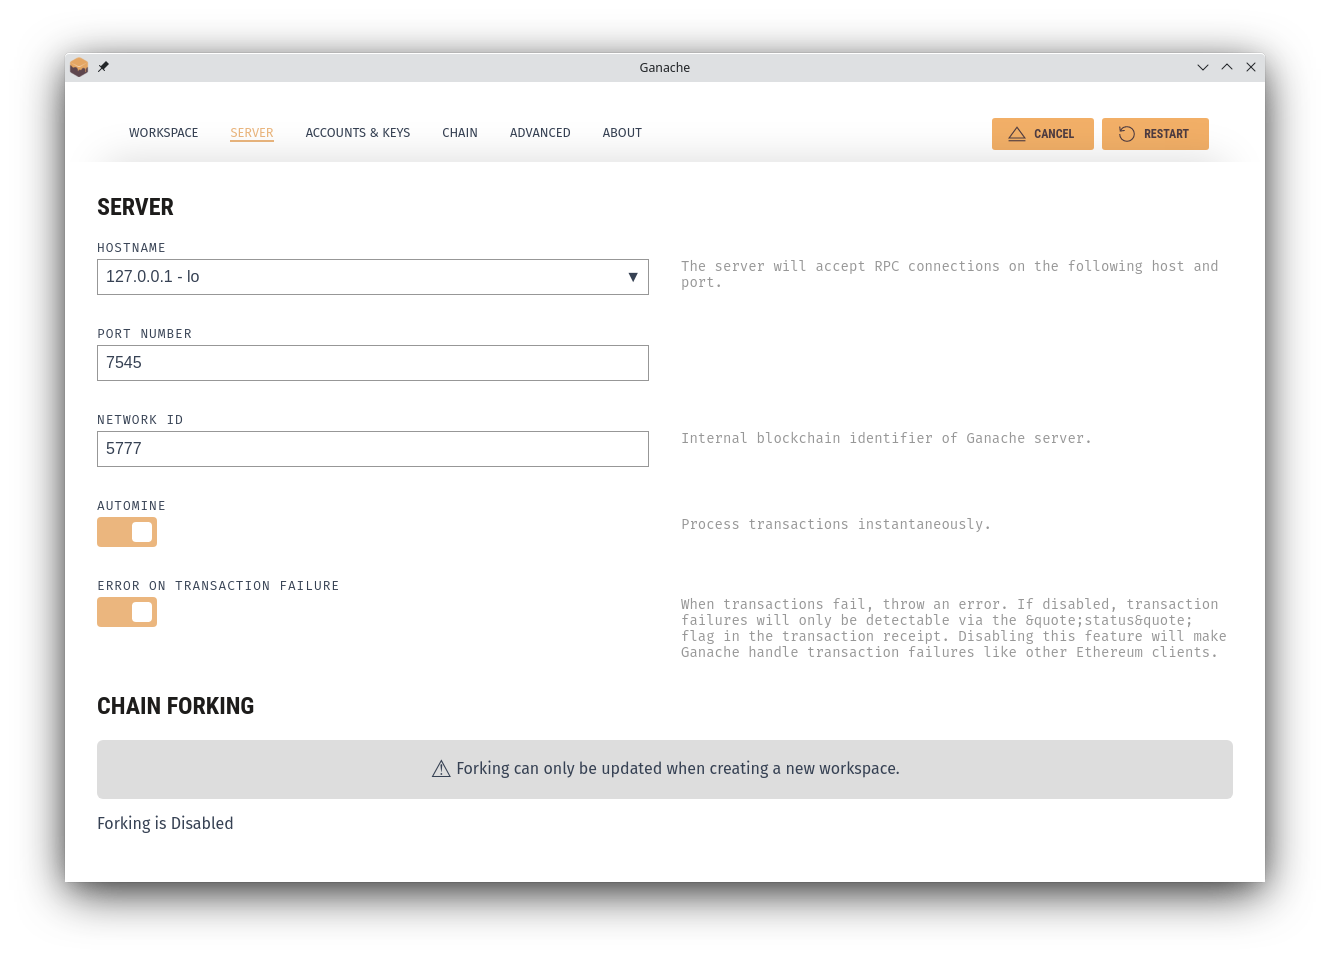 Ganache
WORKSPACE SERVER ACCOUNTS & KEYS CHAIN ADVANCED ABOUT CANCEL RESTART
SERVER
HOSTNAME
127.0.0.1 - lo
The server will accept RPC connections on the following host and
port.
PORT NUMBER
7545
NETWORK ID
5777
Internal blockchain identifier of Ganache server.
AUTOMINE
Process transactions instantaneously.
ERROR ON TRANSACTION FAILURE
When transactions fail, throw an error. If disabled, transaction
failures will only be detectable via the &quote;status&quote;
flag in the transaction receipt. Disabling this feature will make
Ganache handle transaction failures like other Ethereum clients.
CHAIN FORKING
⚠ Forking can only be updated when creating a new workspace.
Forking is Disabled